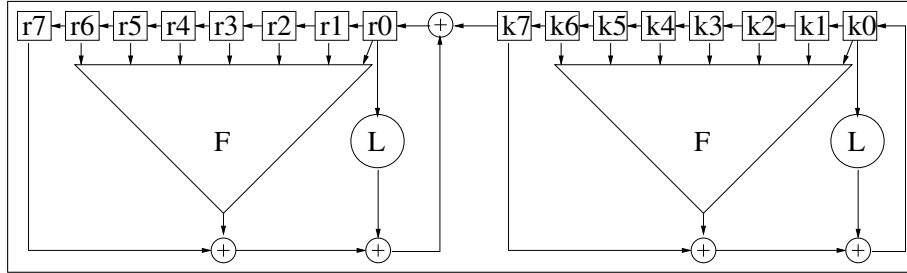 r7 r6 r5 r4 r3 r2 r1 r0 + k7 k6 k5 k4 k3 k2 k1 k0
F L F L
+ + + +